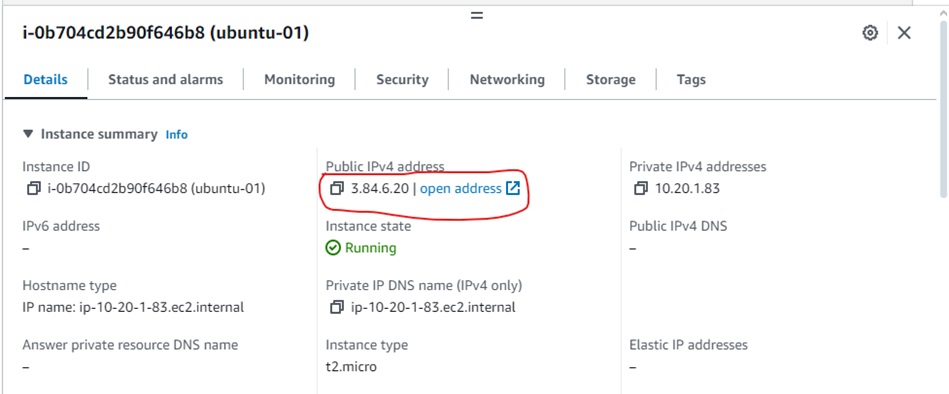 i-0b704cd2b90f646b8 (ubuntu-01)
Details Status and alarms Monitoring Security Networking Storage Tags
Instance summary Info
Instance ID
i-0b704cd2b90f646b8 (ubuntu-01)
Public IPv4 address
3.84.6.20 | open address
Private IPv4 addresses
10.20.1.83
IPv6 address
–
Instance state
Running
Public IPv4 DNS
–
Hostname type
IP name: ip-10-20-1-83.ec2.internal
Private IP DNS name (IPv4 only)
ip-10-20-1-83.ec2.internal
Answer private resource DNS name
–
Instance type
t2.micro
Elastic IP addresses
–